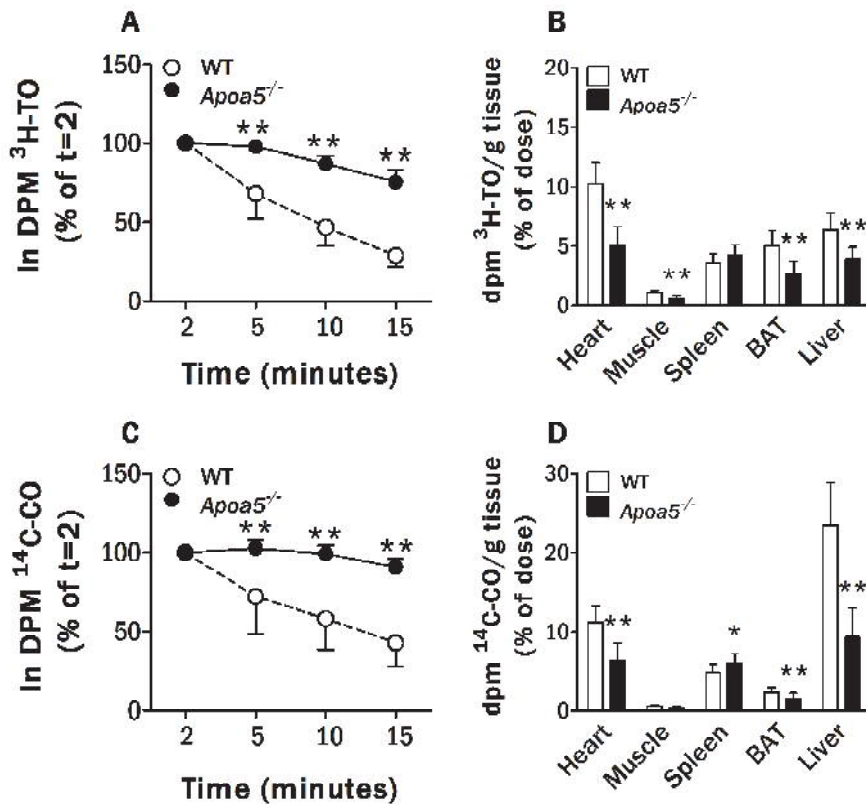 A
WT
Apoa5-/-
150
100
50
0
** ** **
2 5 10 15
Time (minutes)
ln DPM ³H-TO
(% of t=2)
B
WT
Apoa5-/-
20
15
10
5
0
** ** ** **
Heart Muscle Spleen BAT Liver
dpm ³H-TO/g tissue
(% of dose)
C
WT
Apoa5-/-
150
100
50
0
** ** **
2 5 10 15
Time (minutes)
ln DPM ¹⁴C-CO
(% of t=2)
D
WT
Apoa5-/-
30
20
10
0
** * ** **
Heart Muscle Spleen BAT Liver
dpm ¹⁴C-CO/g tissue
(% of dose)